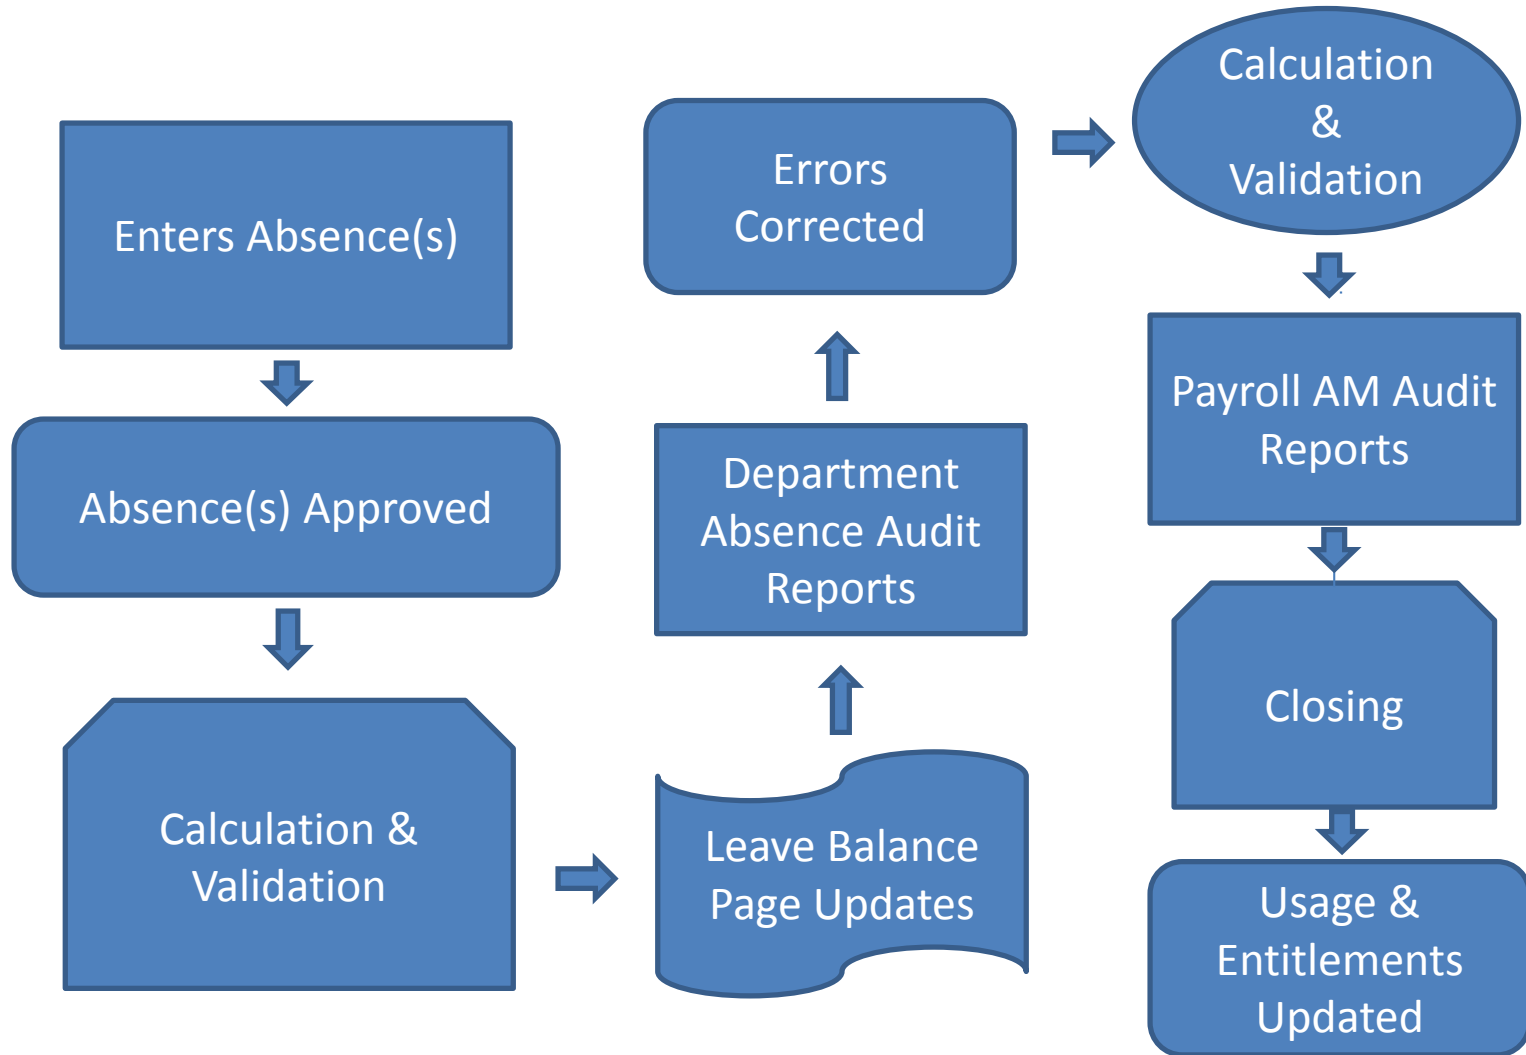 Enters Absence(s)
Absence(s) Approved
Calculation &
Validation
Leave Balance
Page Updates
Department
Absence Audit
Reports
Errors
Corrected
Calculation
&
Validation
Payroll AM Audit
Reports
Closing
Usage &
Entitlements
Updated